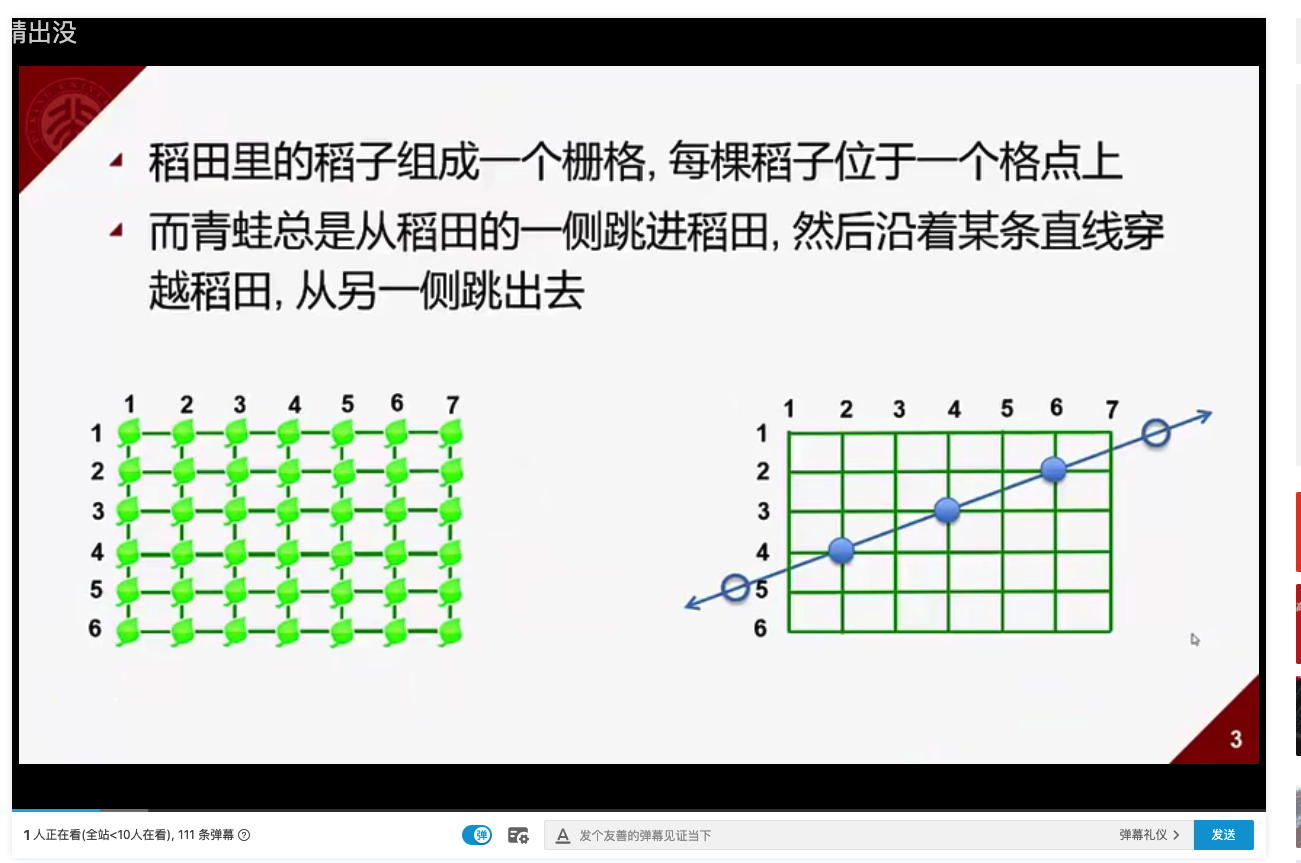 睛出没
稻田里的稻子组成一个栅格, 每棵稻子位于一个格点上
而青蛙总是从稻田的一侧跳进稻田, 然后沿着某条直线穿
越稻田, 从另一侧跳出去
1 2 3 4 5 6 7
1
2
3
4
5
6
1 2 3 4 5 6 7
1
2
3
4
5
6
3
1 人正在看(全站<10人在看), 111 条弹幕
弹
A 发个友善的弹幕见证当下
弹幕礼仪 >
发送